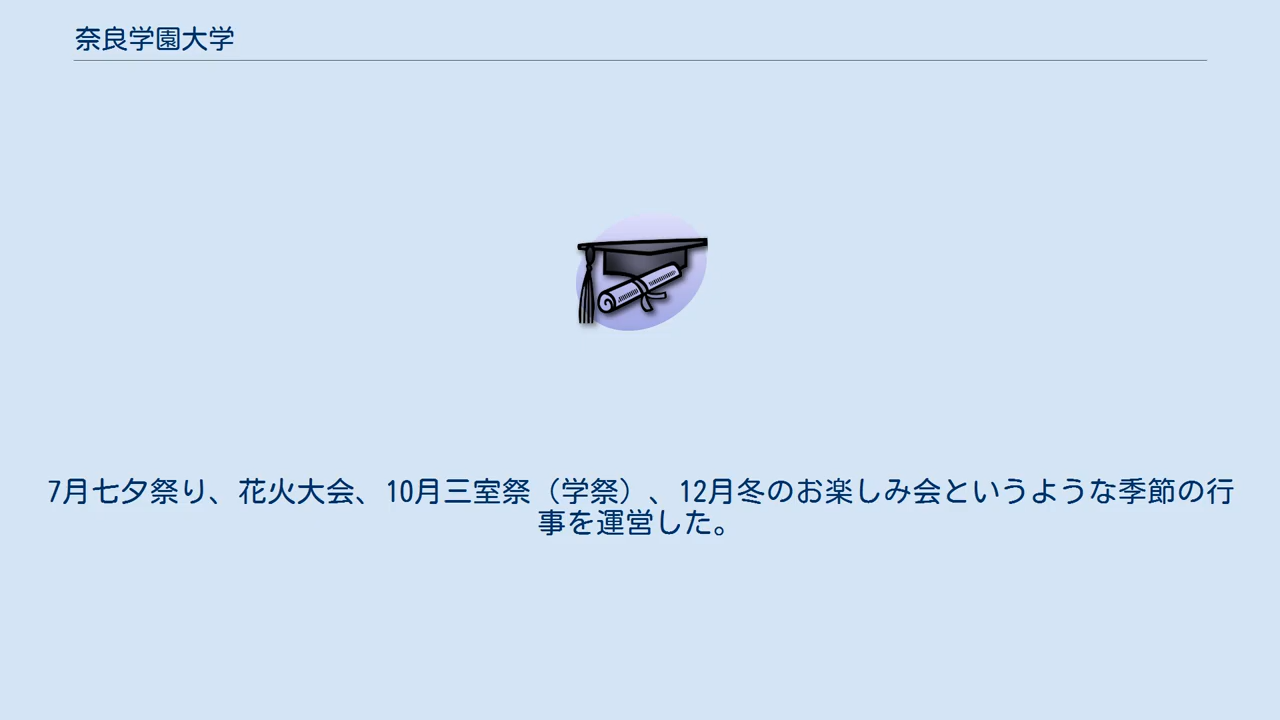 奈良学園大学
7月七夕祭り、花火大会、10月三室祭（学祭）、12月冬のお楽しみ会というような季節の行
事を運営した。